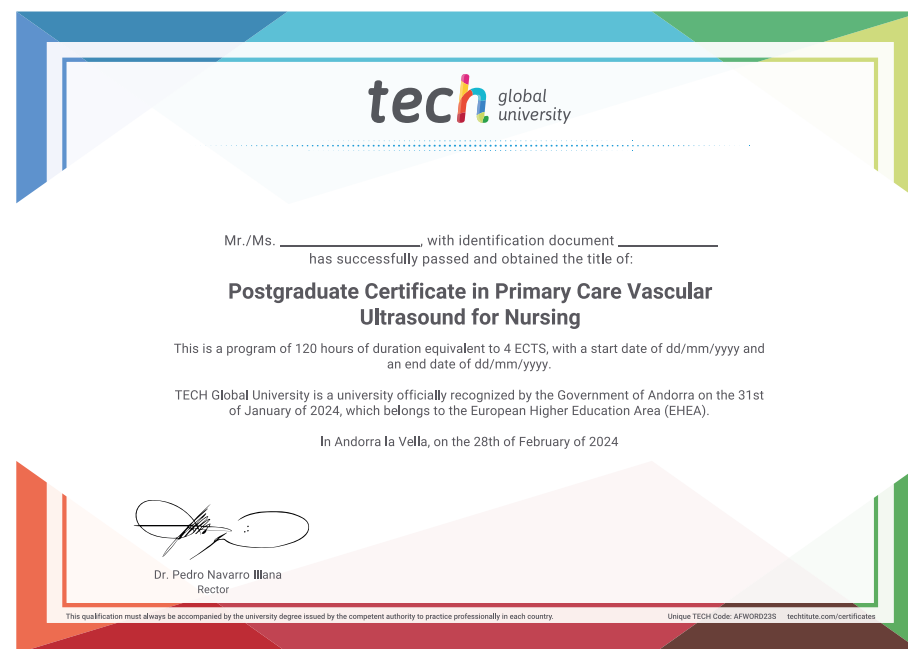 tech global university
Mr./Ms. ____________, with identification document ____________
has successfully passed and obtained the title of:
Postgraduate Certificate in Primary Care Vascular
Ultrasound for Nursing
This is a program of 120 hours of duration equivalent to 4 ECTS, with a start date of dd/mm/yyyy and
an end date of dd/mm/yyyy.
TECH Global University is a university officially recognized by the Government of Andorra on the 31st
of January of 2024, which belongs to the European Higher Education Area (EHEA).
In Andorra la Vella, on the 28th of February of 2024
Dr. Pedro Navarro Illana
Rector
This qualification must always be accompanied by the university degree issued by the competent authority to practice professionally in each country.
Unique TECH Code: AFWORD23S techtitute.com/certificates